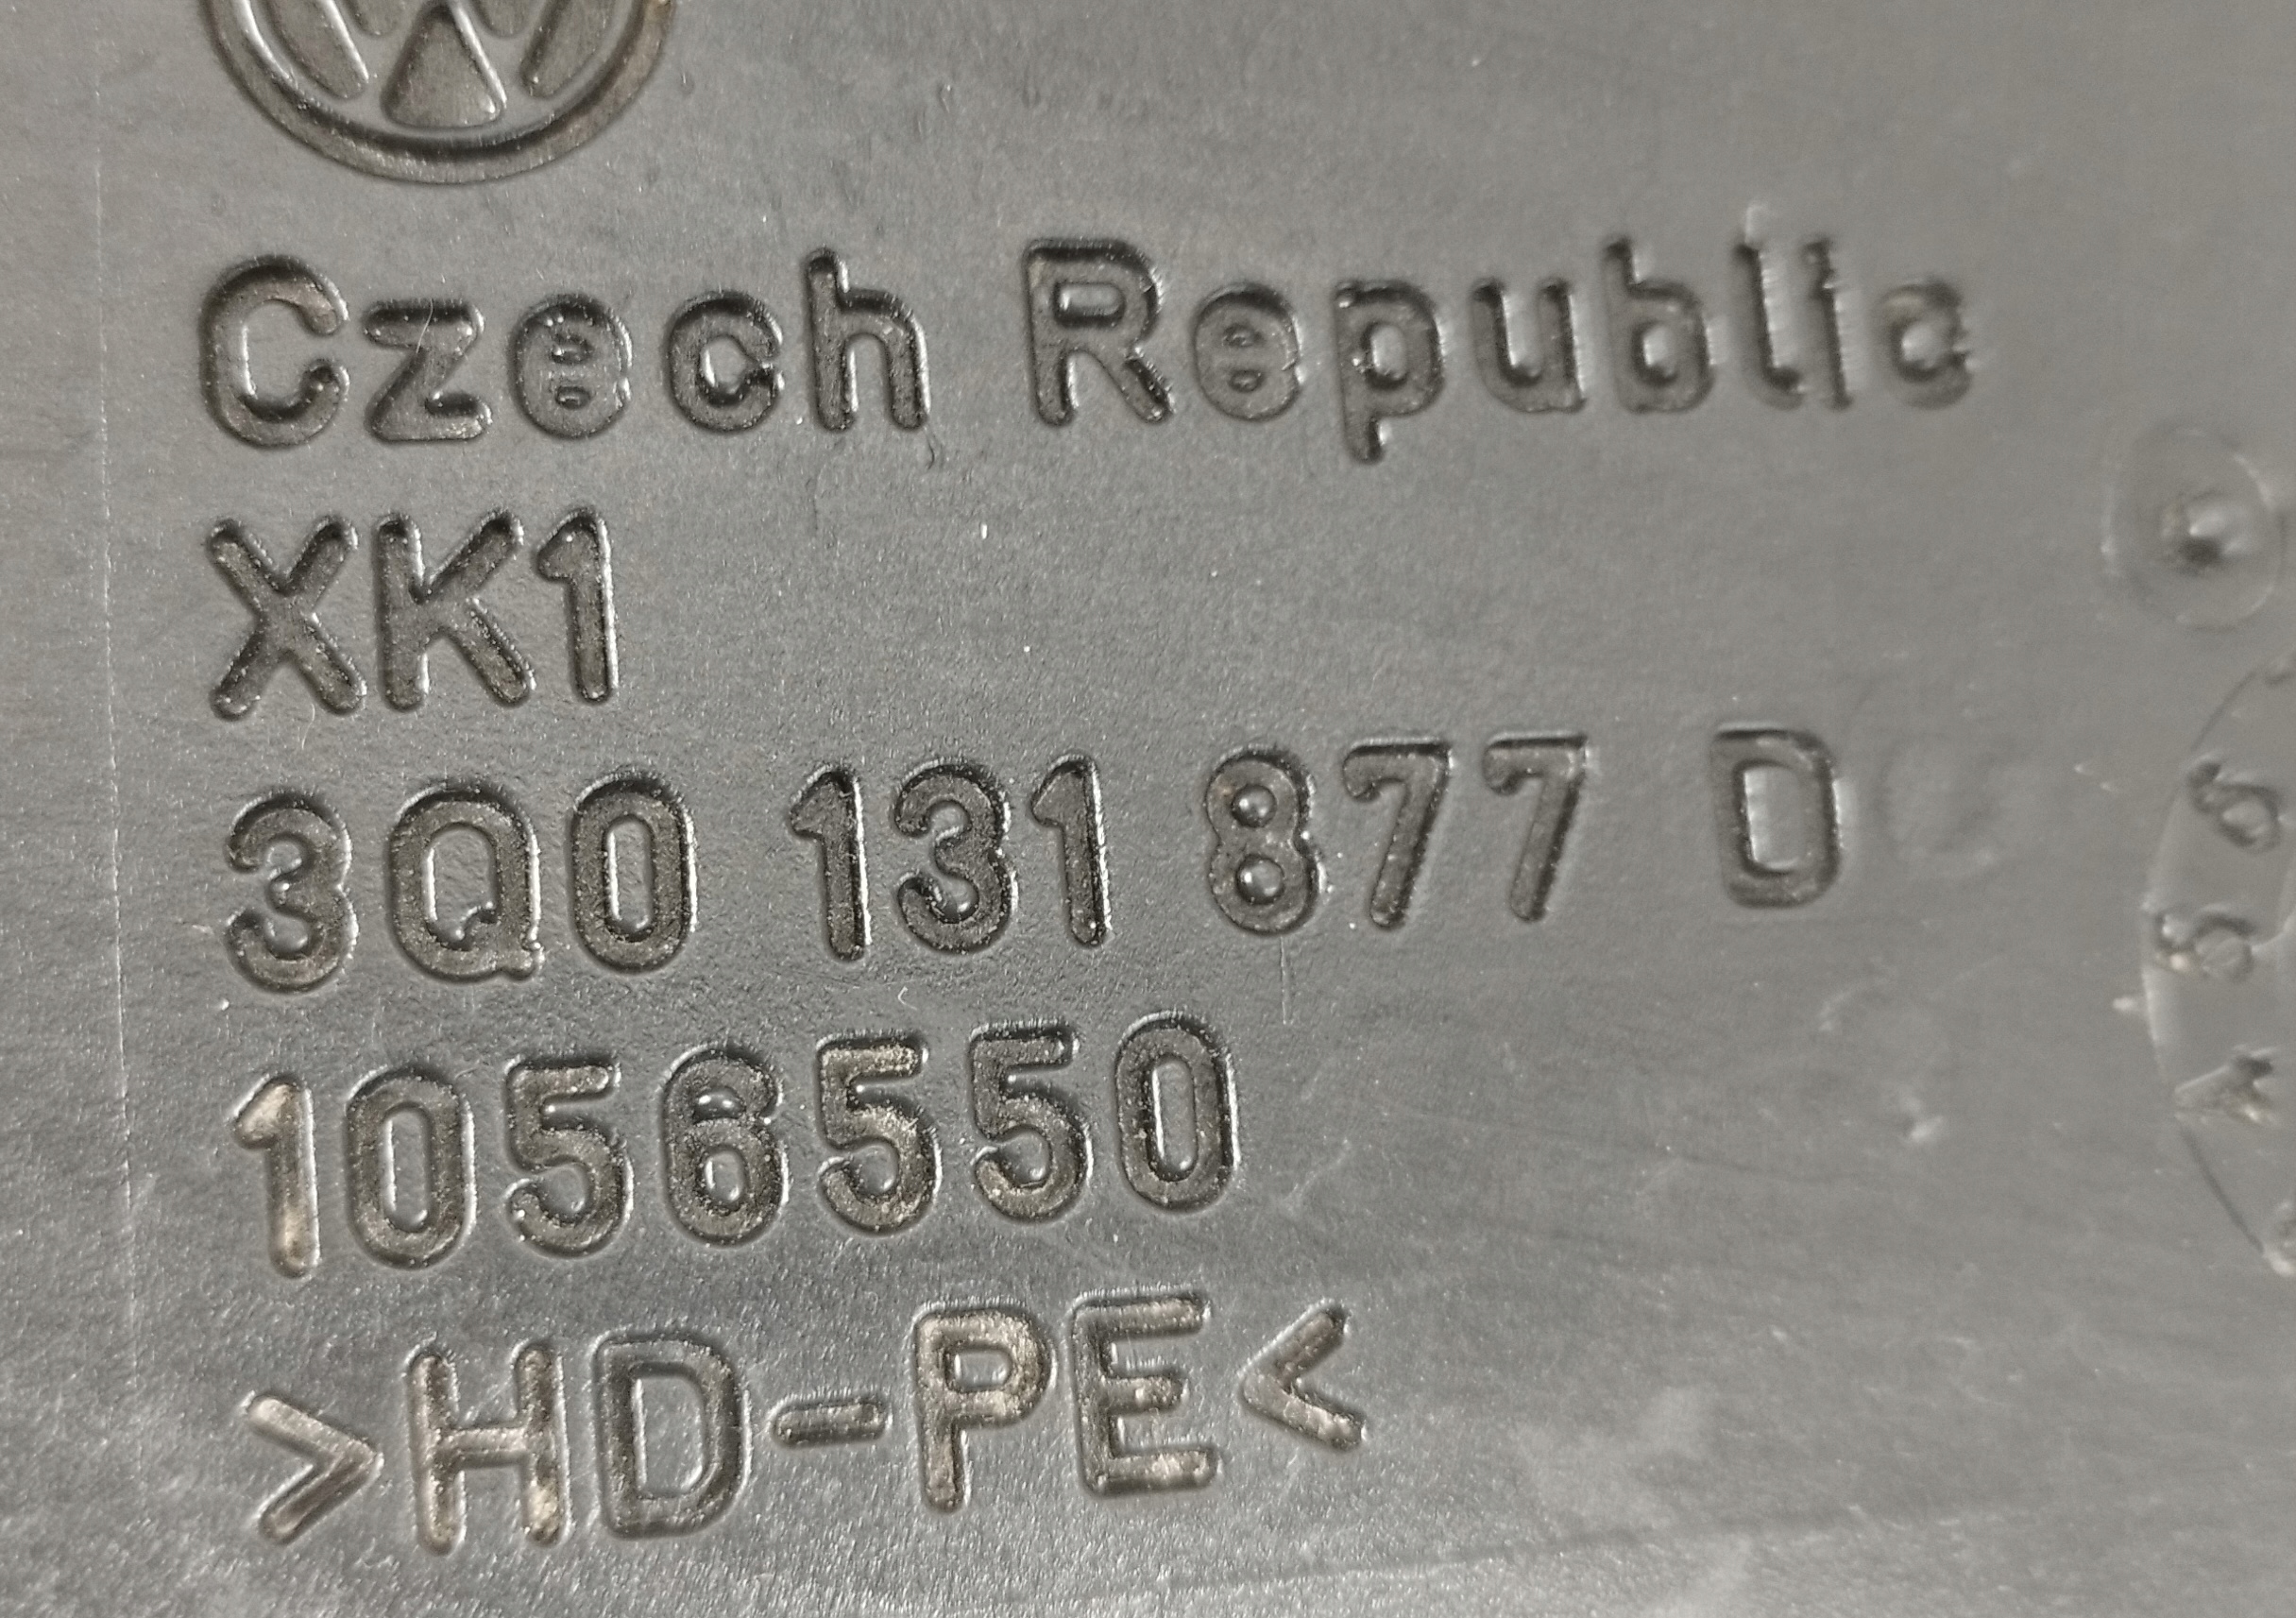 Czech Republic
XK1
3Q0 131 877 D
1056550
>HD-PE<